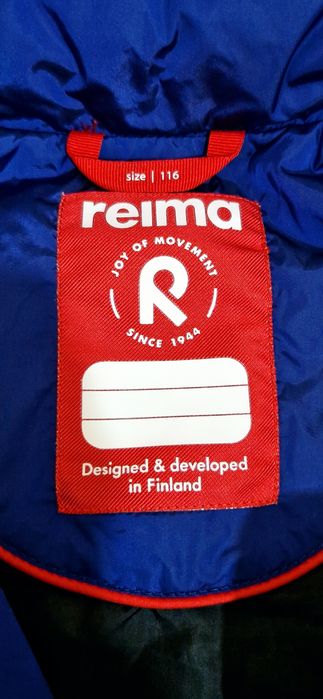 size | 116
reima
JOY OF MOVEMENT
R
SINCE 1944
Designed & developed
in Finland